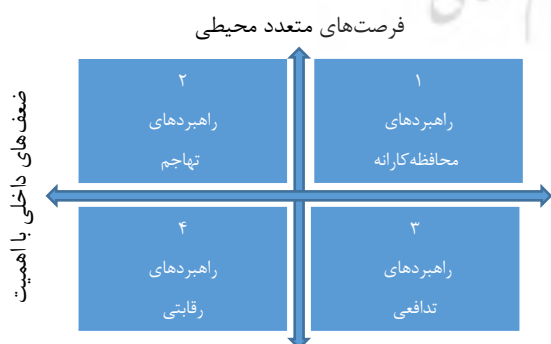 فرصت‌های متعدد محیطی
۱
راهبردهای
محافظه‌کارانه
۲
راهبردهای
تهاجم
ضعف‌های داخلی با اهمیت
۳
راهبردهای
تدافعی
۴
راهبردهای
رقابتی